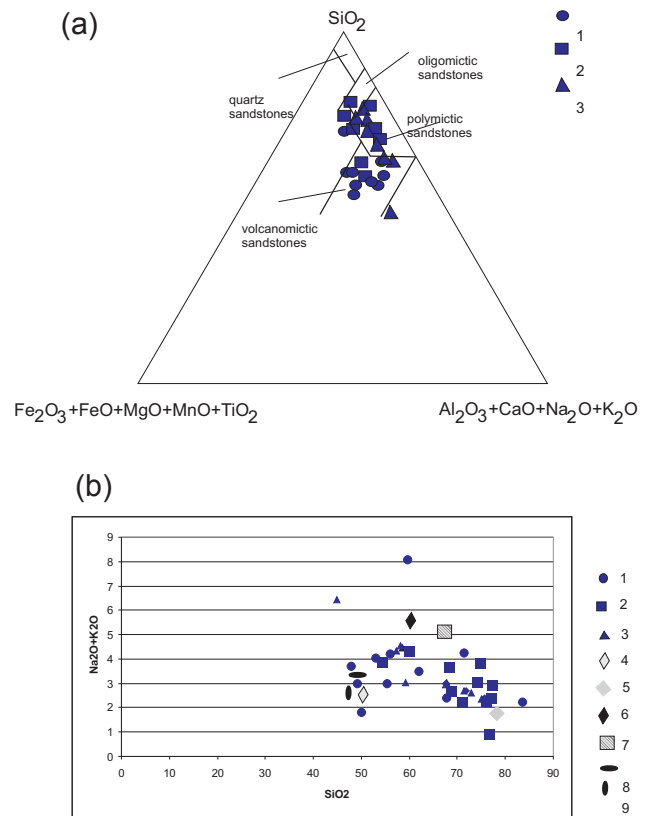 (a)
SiO2
1
2
3
oligomictic
sandstones
quartz
sandstones
polymictic
sandstones
volcanomictic
sandstones
Fe2O3+FeO+MgO+MnO+TiO2
Al2O3+CaO+Na2O+K2O
(b)
9
8
7
6
5
4
3
2
1
0
Na2O+K2O
0 10 20 30 40 50 60 70 80 90
SiO2
1
2
3
4
5
6
7
8
9